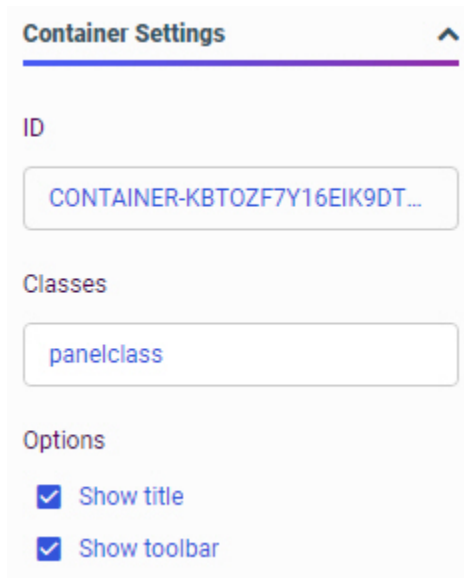 Container Settings
ID
CONTAINER-KBTOZF7Y16EIK9DT...
Classes
panelclass
Options
Show title
Show toolbar